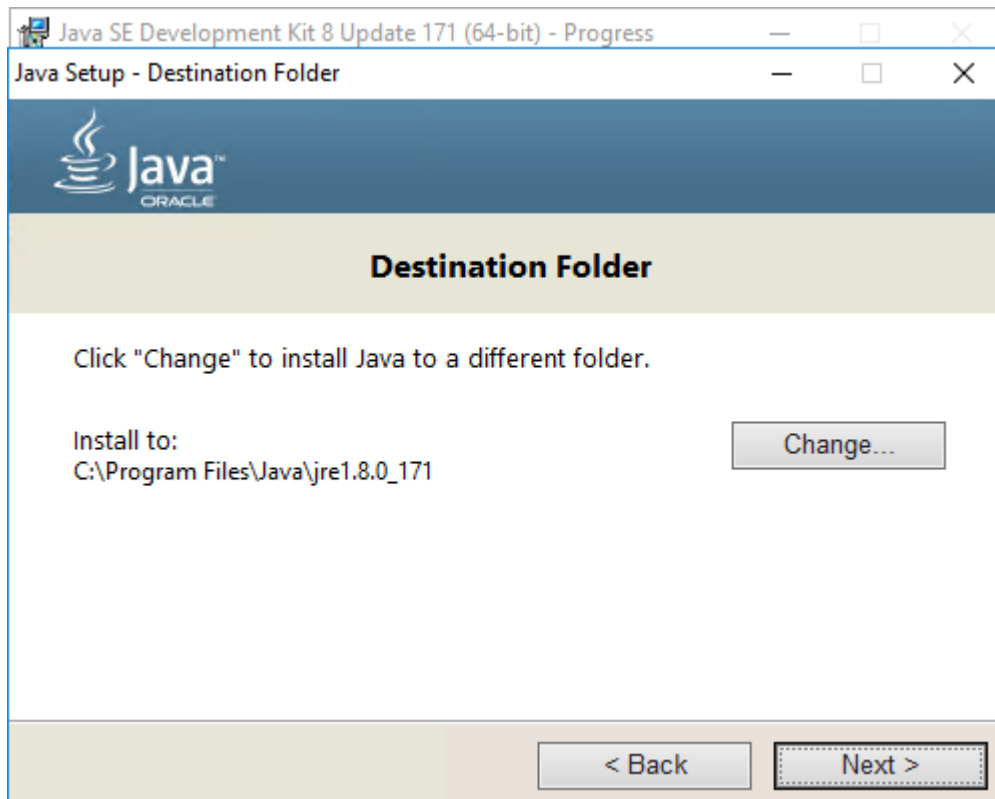 Java SE Development Kit 8 Update 171 (64-bit) - Progress
Java Setup - Destination Folder
Java™
ORACLE
Destination Folder
Click "Change" to install Java to a different folder.
Install to:
Change...
C:\Program Files\Java\jre1.8.0_171
< Back
Next >